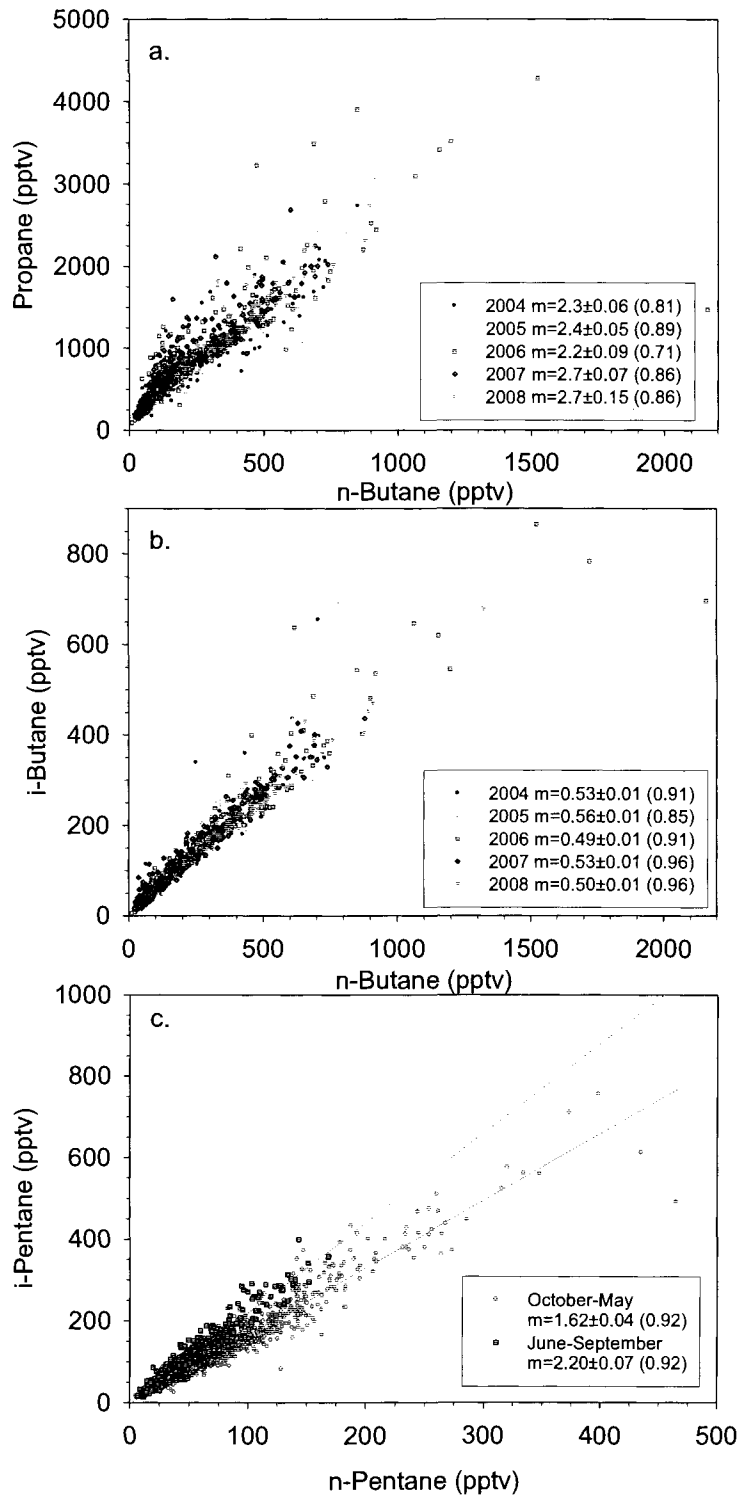 a.
5000
4000
3000
2000
1000
0
Propane (pptv)
2004 m=2.3±0.06 (0.81)
2005 m=2.4±0.05 (0.89)
2006 m=2.2±0.09 (0.71)
2007 m=2.7±0.07 (0.86)
2008 m=2.7±0.15 (0.86)
0 500 1000 1500 2000
n-Butane (pptv)
b.
800
600
400
200
0
i-Butane (pptv)
2004 m=0.53±0.01 (0.91)
2005 m=0.56±0.01 (0.85)
2006 m=0.49±0.01 (0.91)
2007 m=0.53±0.01 (0.96)
2008 m=0.50±0.01 (0.96)
0 500 1000 1500 2000
n-Butane (pptv)
c.
1000
800
600
400
200
0
i-Pentane (pptv)
October-May
m=1.62±0.04 (0.92)
June-September
m=2.20±0.07 (0.92)
0 100 200 300 400 500
n-Pentane (pptv)